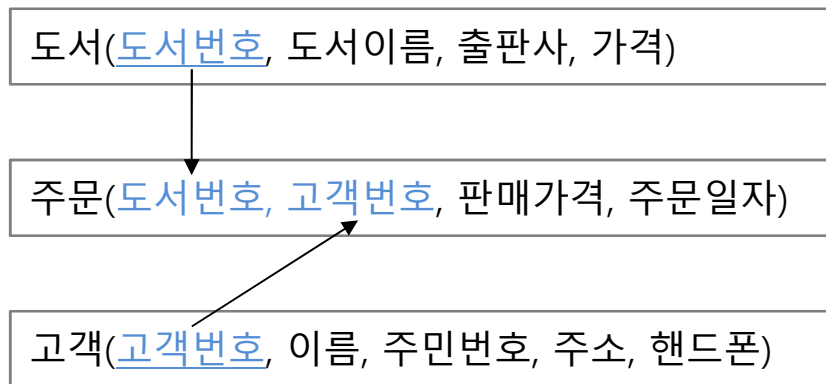 도서(도서번호, 도서이름, 출판사, 가격)
주문(도서번호, 고객번호, 판매가격, 주문일자)
고객(고객번호, 이름, 주민번호, 주소, 핸드폰)